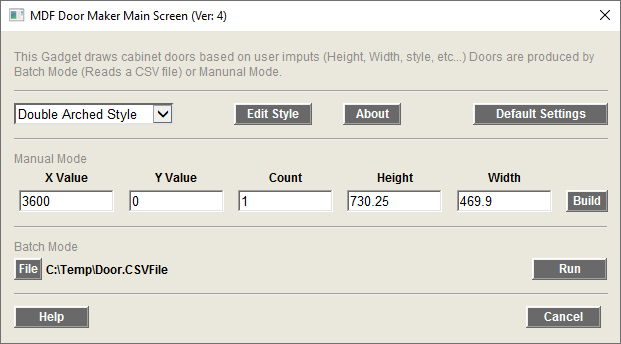 MDF Door Maker Main Screen (Ver: 4)
This Gadget draws cabinet doors based on user imputs (Height, Width, style, etc...) Doors are produced by
Batch Mode (Reads a CSV file) or Manunal Mode.
Double Arched Style Edit Style About Default Settings
Manual Mode
X Value Y Value Count Height Width
3600 0 1 730.25 469.9 Build
Batch Mode
File C:\Temp\Door.CSVFile Run
Help Cancel